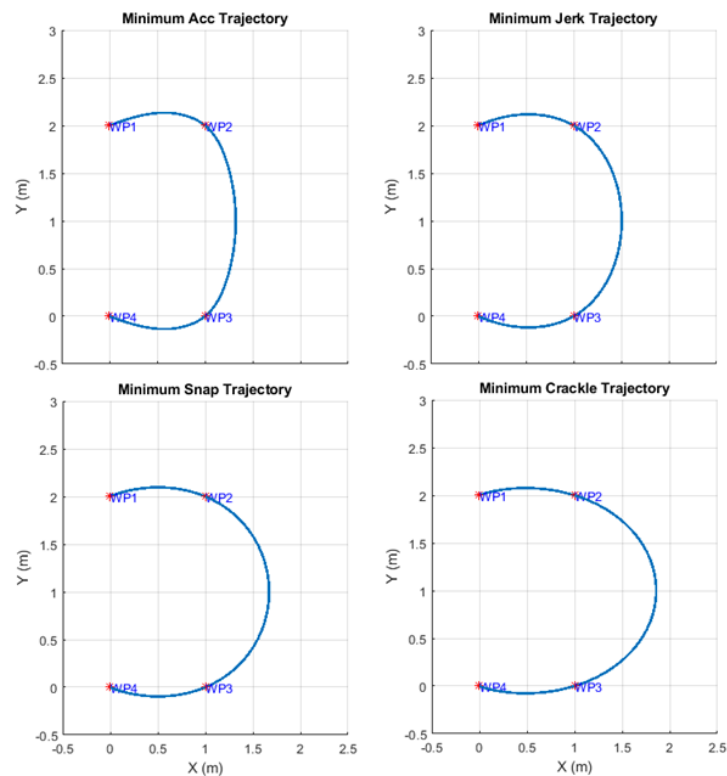 Minimum Acc Trajectory
3
2.5
2
1.5
1
0.5
0
-0.5
Y (m)
WP1
WP2
WP4
WP3
Minimum Jerk Trajectory
3
2.5
2
1.5
1
0.5
0
-0.5
Y (m)
WP1
WP2
WP4
WP3
Minimum Snap Trajectory
3
2.5
2
1.5
1
0.5
0
-0.5
Y (m)
WP1
WP2
WP4
WP3
-0.5 0 0.5 1 1.5 2 2.5
X (m)
Minimum Crackle Trajectory
3
2.5
2
1.5
1
0.5
0
-0.5
Y (m)
WP1
WP2
WP4
WP3
-0.5 0 0.5 1 1.5 2 2.5
X (m)